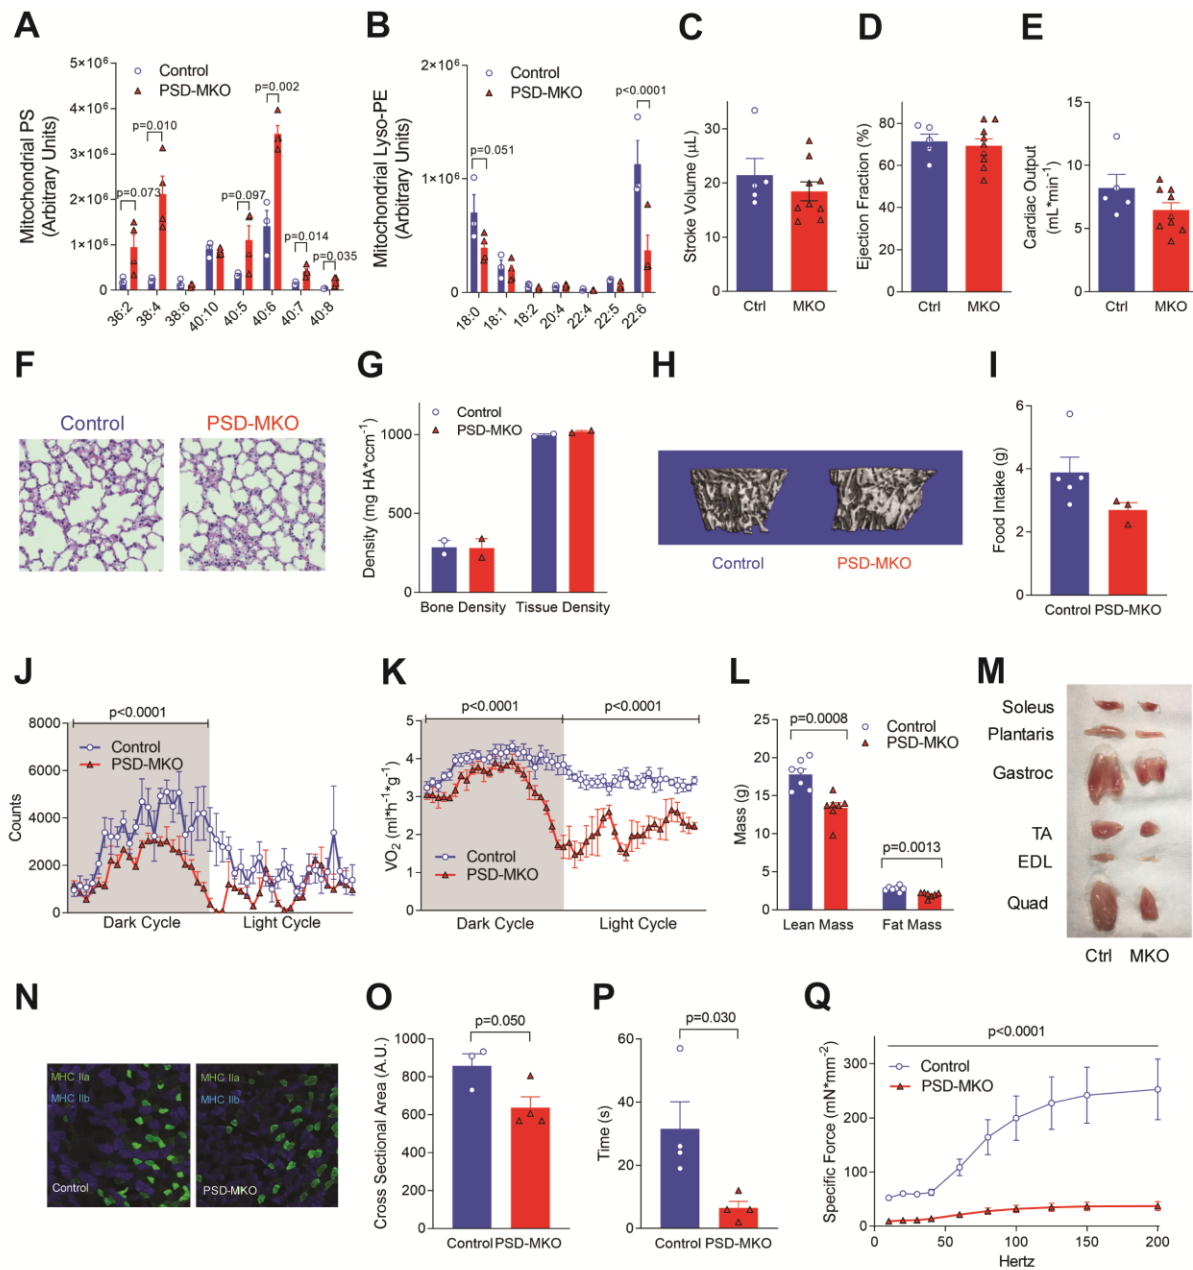 A
Mitochondrial PS
(Arbitrary Units)
5×10⁶
4×10⁶
3×10⁶
2×10⁶
1×10⁶
0
Control
PSD-MKO
p=0.073
p=0.010
p=0.097
p=0.002
p=0.014
p=0.035
36:2
38:4
38:6
40:10
40:5
40:6
40:7
40:8
B
Mitochondrial Lyso-PE
(Arbitrary Units)
2×10⁶
1×10⁶
0
Control
PSD-MKO
p=0.051
p<0.0001
18:0
18:1
18:2
20:4
22:4
22:5
22:6
C
Stroke Volume (µL)
30
20
10
0
Ctrl
MKO
D
Ejection Fraction (%)
80
60
40
20
0
Ctrl
MKO
E
Cardiac Output
(mL*min⁻¹)
15
10
5
0
Ctrl
MKO
F
Control
PSD-MKO
G
Density (mg HA*ccm⁻¹)
1000
500
0
Control
PSD-MKO
Bone Density
Tissue Density
H
Control
PSD-MKO
I
Food Intake (g)
6
4
2
0
Control PSD-MKO
J
p<0.0001
Counts
8000
6000
4000
2000
0
Control
PSD-MKO
Dark Cycle
Light Cycle
K
p<0.0001
p<0.0001
VO₂ (ml*h⁻¹*g⁻¹)
5
4
3
2
1
0
Control
PSD-MKO
Dark Cycle
Light Cycle
L
Mass (g)
25
20
15
10
5
0
p=0.0008
Control
PSD-MKO
p=0.0013
Lean Mass
Fat Mass
M
Soleus
Plantaris
Gastroc
TA
EDL
Quad
Ctrl
MKO
N
MHC IIa
MHC IIb
Control
MHC IIa
MHC IIb
PSD-MKO
O
Cross Sectional Area (A.U.)
1000
800
600
400
200
0
p=0.050
Control PSD-MKO
P
Time (s)
60
40
20
0
p=0.030
Control PSD-MKO
Q
Specific Force (mN*mm⁻²)
300
200
100
0
p<0.0001
Control
PSD-MKO
0
50
100
150
200
Hertz